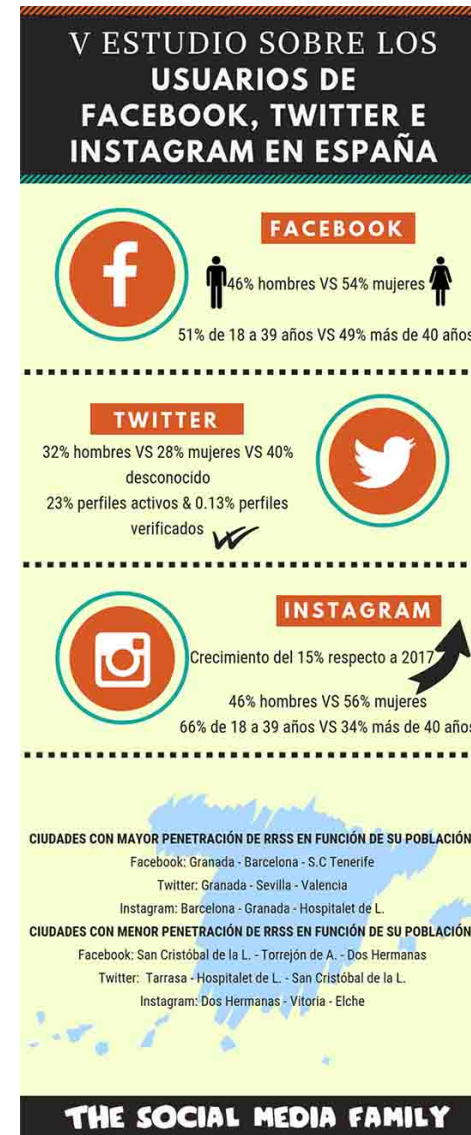 V ESTUDIO SOBRE LOS
USUARIOS DE
FACEBOOK, TWITTER E
INSTAGRAM EN ESPAÑA
FACEBOOK
46% hombres VS 54% mujeres
51% de 18 a 39 años VS 49% más de 40 años
TWITTER
32% hombres VS 28% mujeres VS 40%
desconocido
23% perfiles activos & 0.13% perfiles
verificados
INSTAGRAM
Crecimiento del 15% respecto a 2017
46% hombres VS 56% mujeres
66% de 18 a 39 años VS 34% más de 40 años
CIUDADES CON MAYOR PENETRACIÓN DE RRSS EN FUNCIÓN DE SU POBLACIÓN
Facebook: Granada - Barcelona - S.C Tenerife
Twitter: Granada - Sevilla - Valencia
Instagram: Barcelona - Granada - Hospitalet de L.
CIUDADES CON MENOR PENETRACIÓN DE RRSS EN FUNCIÓN DE SU POBLACIÓN
Facebook: San Cristóbal de la L. - Torrejón de A. - Dos Hermanas
Twitter: Tarrasa - Hospitalet de L. - San Cristóbal de la L.
Instagram: Dos Hermanas - Vitoria - Elche
THE SOCIAL MEDIA FAMILY